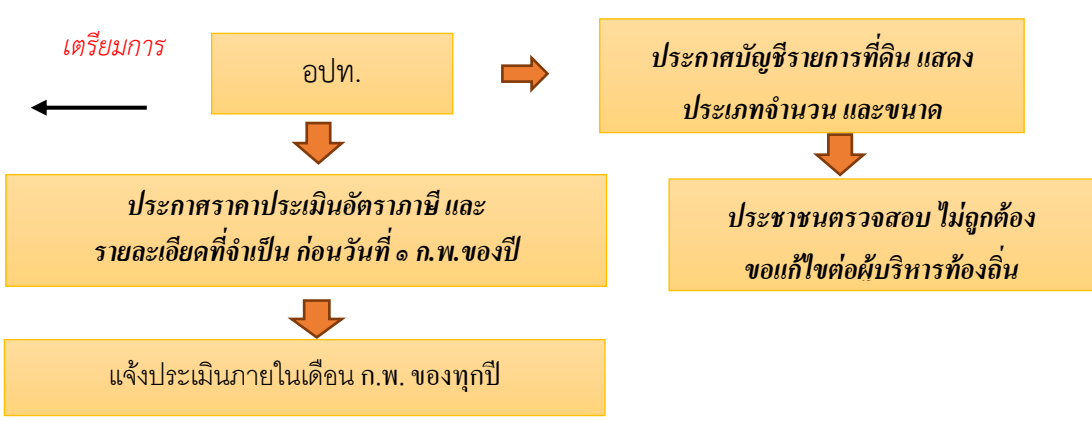 เตรียมการ
อปท.
ประกาศบัญชีรายการที่ดิน แสดง
ประเภทจำนวน และขนาด
ประกาศราคาประเมินอัตราภาษี และ
รายละเอียดที่จำเป็น ก่อนวันที่ ๑ ก.พ.ของปี
ประชาชนตรวจสอบ ไม่ถูกต้อง
ขอแก้ไขต่อผู้บริหารท้องถิ่น
แจ้งประเมินภายในเดือน ก.พ. ของทุกปี